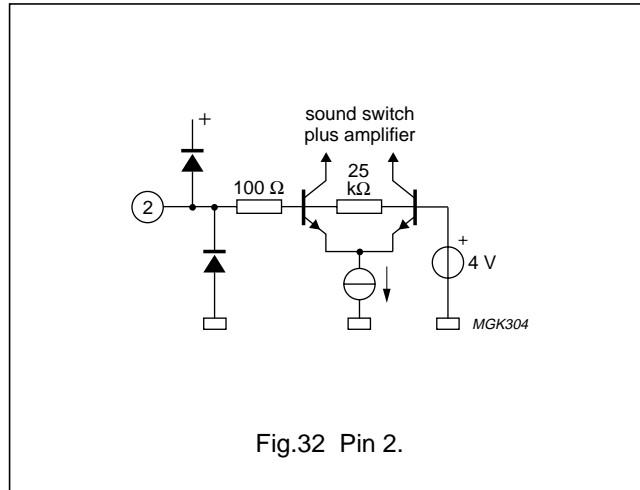 sound switch
plus amplifier
+
25
kΩ
100 Ω
2
+
4 V
MGK304
Fig.32 Pin 2.